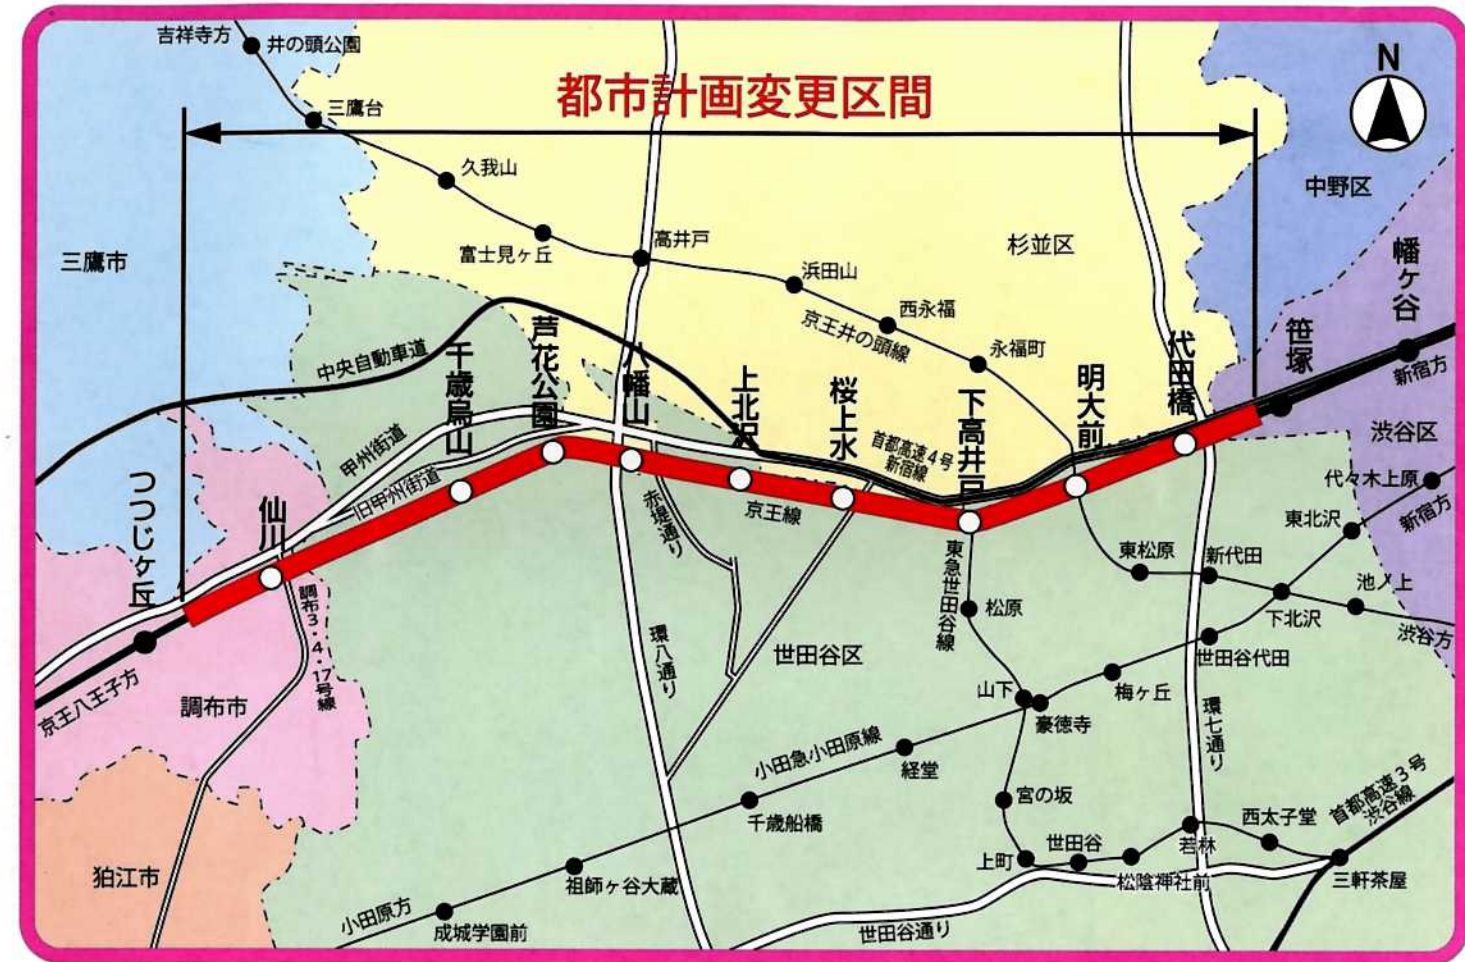 都市計画変更区間
N
吉祥寺方
井の頭公園
三鷹台
久我山
富士見ヶ丘
高井戸
浜田山
西永福
京王井の頭線
永福町
三鷹市
杉並区
中野区
渋谷区
中央自動車道
甲州街道
旧甲州街道
つつじヶ丘
仙川
千歳烏山
芦花公園
八幡山
上北沢
桜上水
下高井戸
明大前
代田橋
笹塚
幡ヶ谷
新宿方
首都高速4号
新宿線
京王線
赤堤通り
環八通り
東急世田谷線
調布3・4・17号線
京王八王子方
調布市
狛江市
世田谷区
松原
東松原
新代田
代々木上原
新宿方
東北沢
池ノ上
下北沢
渋谷方
世田谷代田
梅ヶ丘
山下
豪徳寺
小田急小田原線
経堂
千歳船橋
祖師ヶ谷大蔵
成城学園前
小田原方
宮の坂
上町
世田谷
松陰神社前
若林
西太子堂
三軒茶屋
環七通り
首都高速3号
渋谷線
世田谷通り